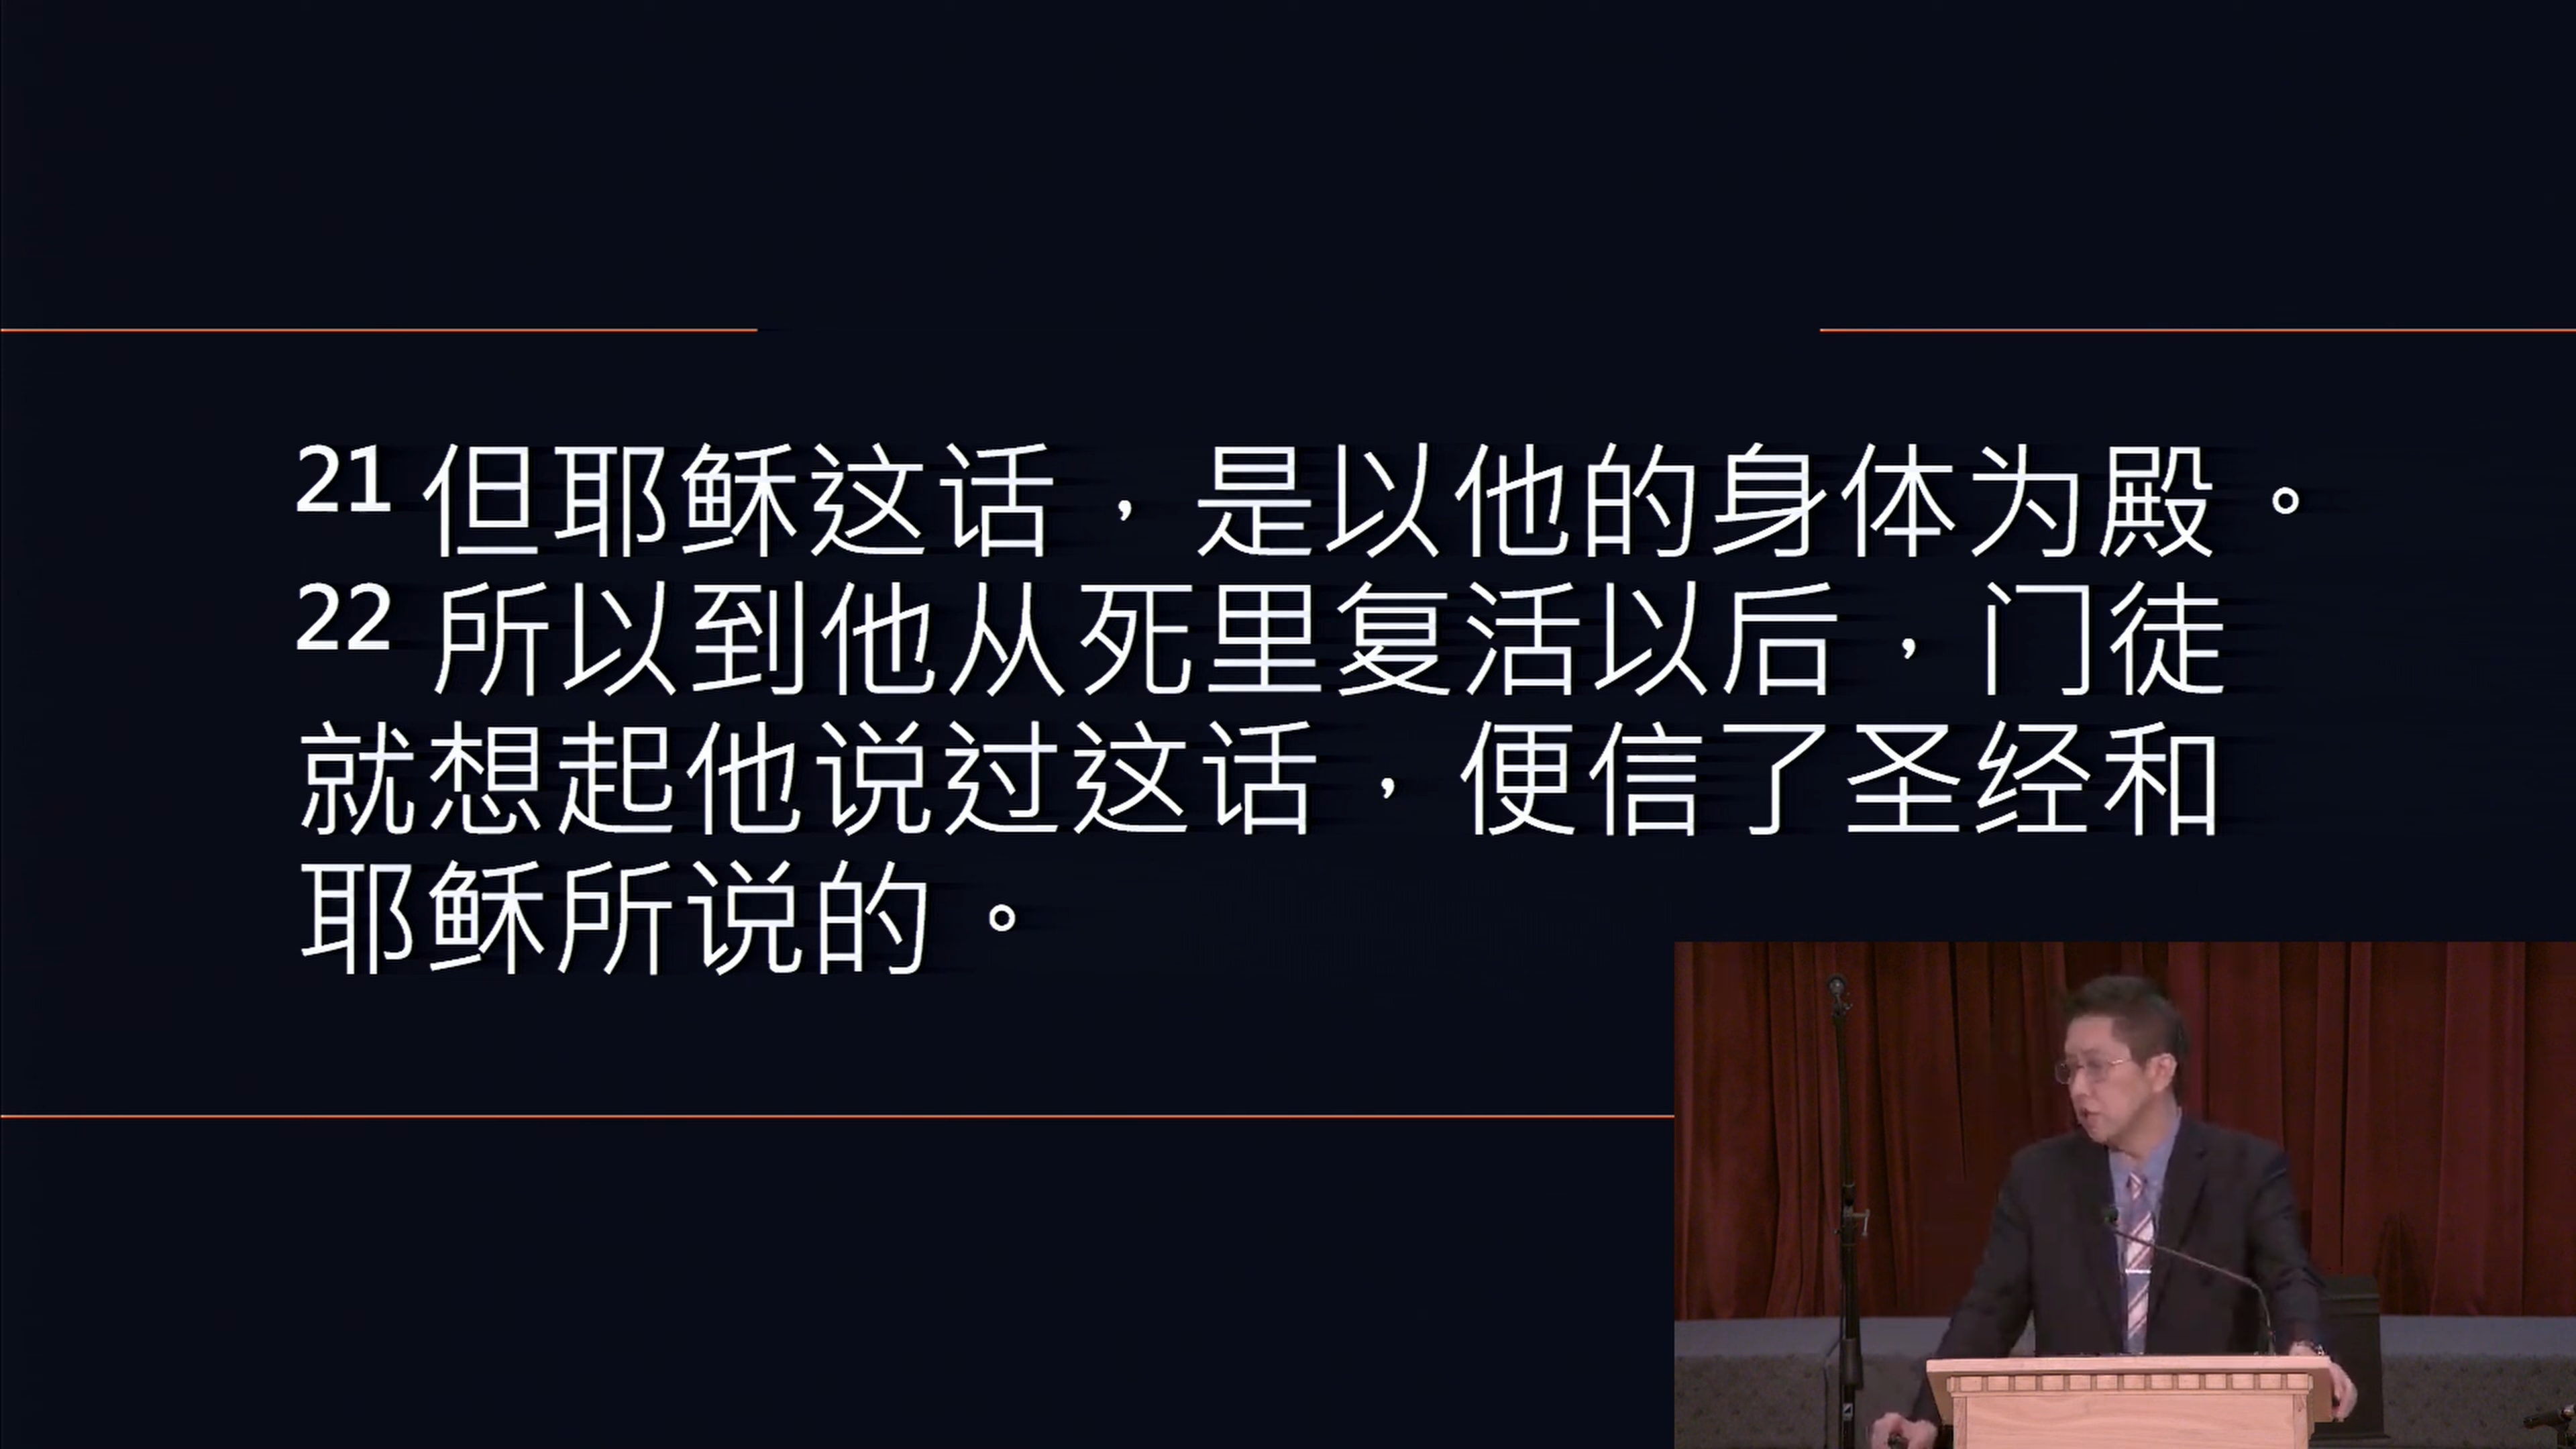 21 但耶稣这话，是以他的身体为殿。
22 所以到他从死里复活以后，门徒
就想起他说过这话，便信了圣经和
耶稣所说的。